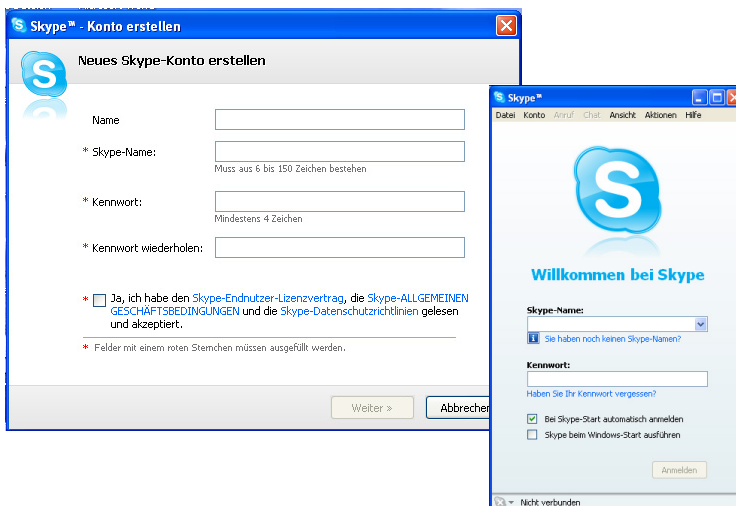 Skype™ - Konto erstellen
Neues Skype-Konto erstellen
Name
* Skype-Name:
Muss aus 6 bis 150 Zeichen bestehen
* Kennwort:
Mindestens 4 Zeichen
* Kennwort wiederholen:
* Ja, ich habe den Skype-Endnutzer-Lizenzvertrag, die Skype-ALLGEMEINEN
GESCHÄFTSBEDINGUNGEN und die Skype-Datenschutzrichtlinien gelesen
und akzeptiert.
* Felder mit einem roten Sternchen müssen ausgefüllt werden.
Weiter »
Abbrecher
Skype™
Datei Konto Anruf Chat Ansicht Aktionen Hilfe
Willkommen bei Skype
Skype-Name:
Sie haben noch keinen Skype-Namen?
Kennwort:
Haben Sie Ihr Kennwort vergessen?
Bei Skype-Start automatisch anmelden
Skype beim Windows-Start ausführen
Anmelden
Nicht verbunden